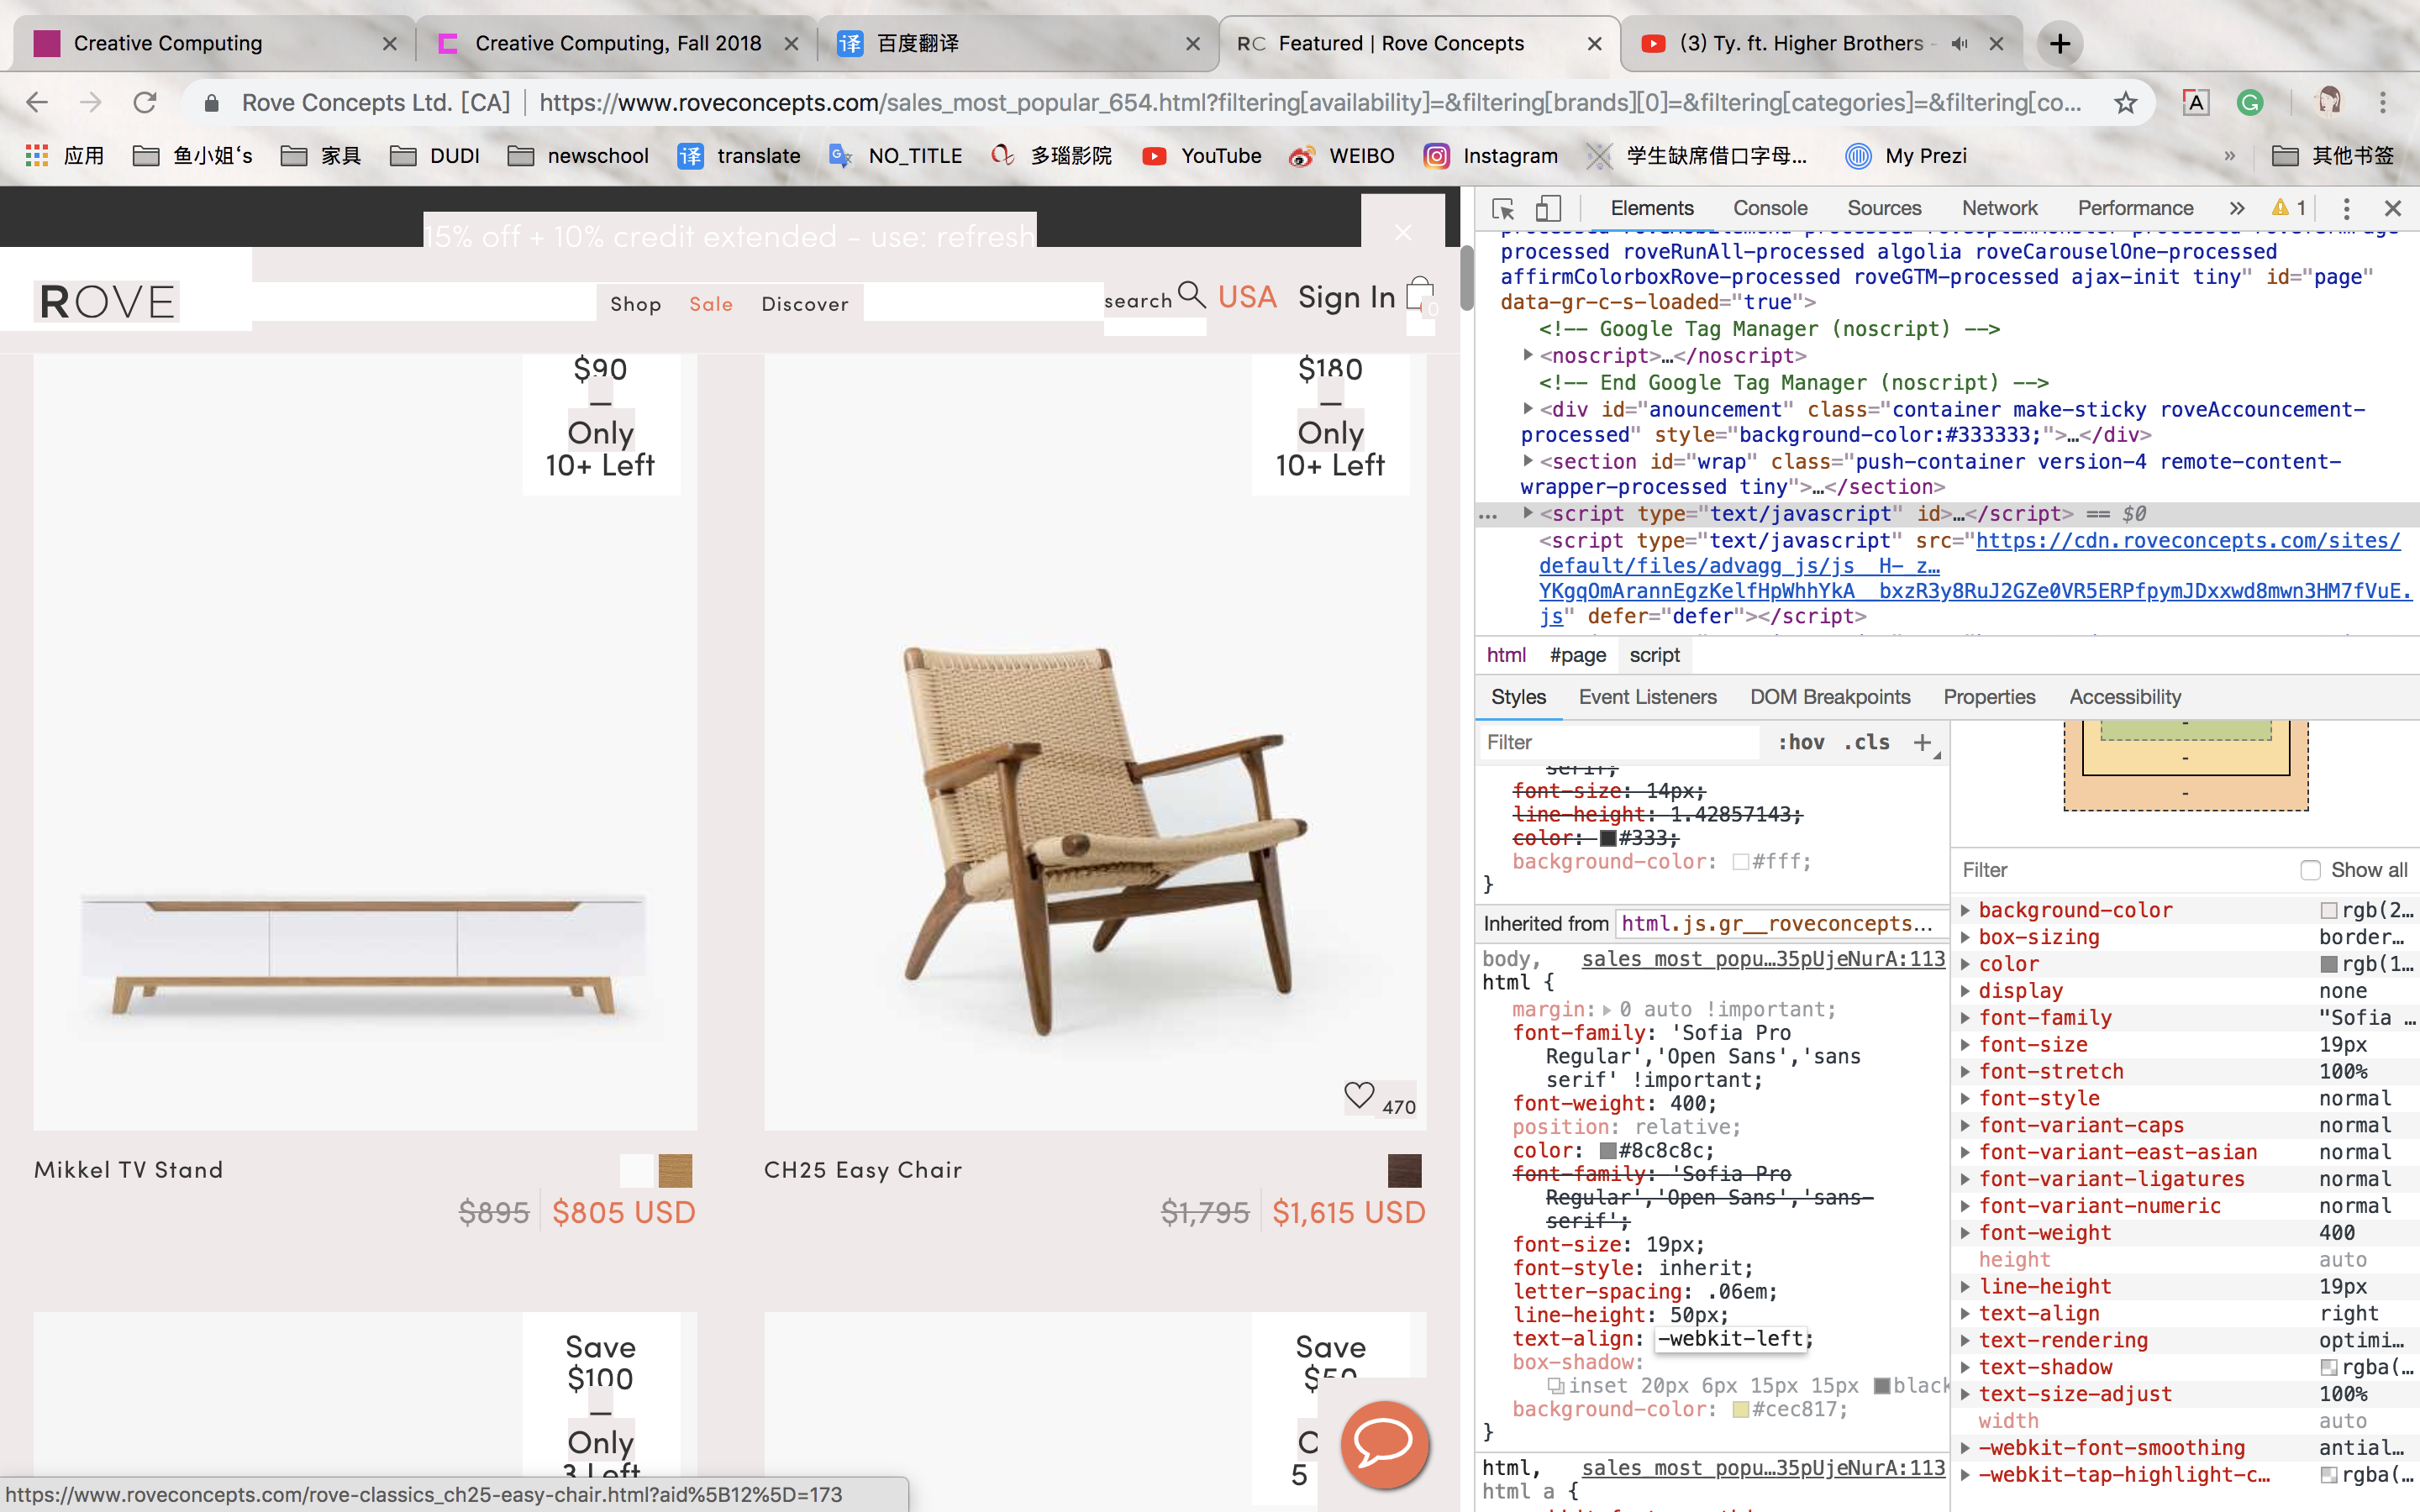 Creative Computing
Creative Computing, Fall 2018
译 百度翻译
RC Featured | Rove Concepts
(3) Ty. ft. Higher Brothers -
Rove Concepts Ltd. [CA] | https://www.roveconcepts.com/sales_most_popular_654.html?filtering[availability]=&filtering[brands][0]=&filtering[categories]=&filtering[co...
应用 鱼小姐‘s 家具 DUDI newschool 译 translate NO_TITLE 多瑙影院 YouTube WEIBO Instagram 学生缺席借口字母... My Prezi » 其他书签
15% off + 10% credit extended - use: refresh
ROVE
Shop Sale Discover
search USA Sign In 0
$90
—
Only
10+ Left
$180
—
Only
10+ Left
470
Mikkel TV Stand
$895 $805 USD
CH25 Easy Chair
$1,795 $1,615 USD
Save
$100
—
Only
3 Left
Save
$50
5
https://www.roveconcepts.com/rove-classics_ch25-easy-chair.html?aid%5B12%5D=173
Elements Console Sources Network Performance » 1
processed roveRunAll-processed algolia roveCarouselOne-processed
affirmColorboxRove-processed roveGTM-processed ajax-init tiny" id="page"
data-gr-c-s-loaded="true">
<!-- Google Tag Manager (noscript) -->
<noscript>…</noscript>
<!-- End Google Tag Manager (noscript) -->
<div id="anouncement" class="container make-sticky roveAccouncement-
processed" style="background-color:#333333;">…</div>
<section id="wrap" class="push-container version-4 remote-content-
wrapper-processed tiny">…</section>
… <script type="text/javascript" id>…</script> == $0
<script type="text/javascript" src="https://cdn.roveconcepts.com/sites/
default/files/advagg_js/js__H-_z…
YKgqOmArannEgzKelfHpWhhYkA__bxzR3y8RuJ2GZe0VR5ERPfpymJDxxwd8mwn3HM7fVuE.
js" defer="defer"></script>
html #page script
Styles Event Listeners DOM Breakpoints Properties Accessibility
Filter :hov .cls +
serif;
font-size: 14px;
line-height: 1.42857143;
color: #333;
background-color: #fff;
}
Inherited from html.js.gr__roveconcepts...
body, sales_most_popu…35pUjeNurA:113
html {
margin: 0 auto !important;
font-family: 'Sofia Pro
Regular','Open Sans','sans
serif' !important;
font-weight: 400;
position: relative;
color: #8c8c8c;
font-family: 'Sofia Pro
Regular','Open Sans','sans-
serif';
font-size: 19px;
font-style: inherit;
letter-spacing: .06em;
line-height: 50px;
text-align: -webkit-left;
box-shadow:
inset 20px 6px 15px 15px black
background-color: #cec817;
}
html, sales_most_popu…35pUjeNurA:113
html a {
-
-
-
Filter Show all
background-color rgb(2…
box-sizing border…
color rgb(1…
display none
font-family "Sofia …
font-size 19px
font-stretch 100%
font-style normal
font-variant-caps normal
font-variant-east-asian normal
font-variant-ligatures normal
font-variant-numeric normal
font-weight 400
height auto
line-height 19px
text-align right
text-rendering optimi…
text-shadow rgba(…
text-size-adjust 100%
width auto
-webkit-font-smoothing antial…
-webkit-tap-highlight-c… rgba(…